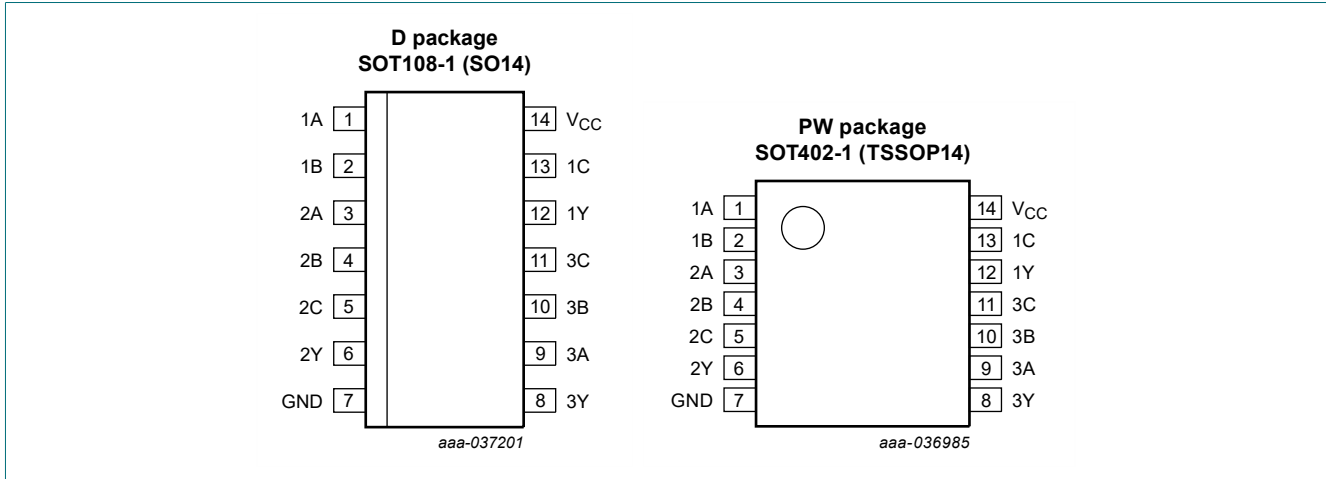 D package
SOT108-1 (SO14)
1A 1 14 VCC
1B 2 13 1C
2A 3 12 1Y
2B 4 11 3C
2C 5 10 3B
2Y 6 9 3A
GND 7 8 3Y
aaa-037201
PW package
SOT402-1 (TSSOP14)
1A 1 14 VCC
1B 2 13 1C
2A 3 12 1Y
2B 4 11 3C
2C 5 10 3B
2Y 6 9 3A
GND 7 8 3Y
aaa-036985